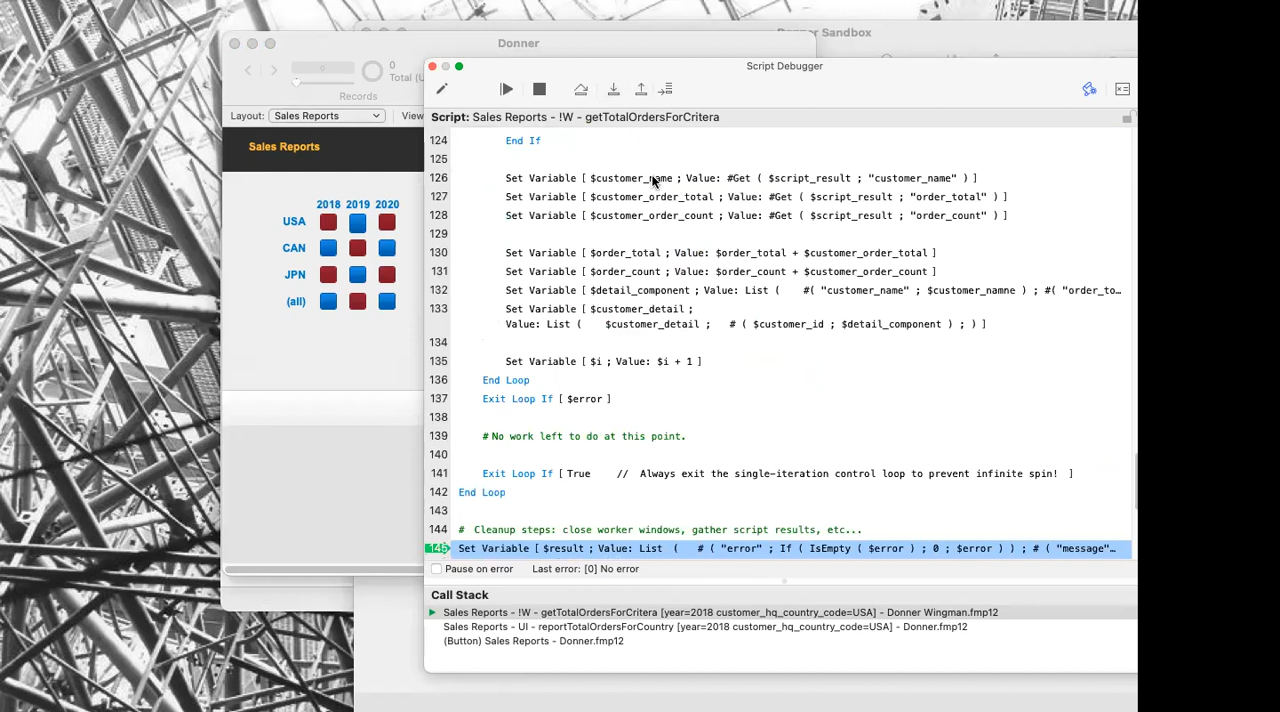 Donner Sandbox
Donner
0
0
Total (U
Records
Layout: Sales Reports
View
Sales Reports
2018 2019 2020
USA
CAN
JPN
(all)
Script Debugger
Script: Sales Reports - !W - getTotalOrdersForCritera
124 End If
125
126 Set Variable [ $customer_name ; Value: #Get ( $script_result ; "customer_name" ) ]
127 Set Variable [ $customer_order_total ; Value: #Get ( $script_result ; "order_total" ) ]
128 Set Variable [ $customer_order_count ; Value: #Get ( $script_result ; "order_count" ) ]
129
130 Set Variable [ $order_total ; Value: $order_total + $customer_order_total ]
131 Set Variable [ $order_count ; Value: $order_count + $customer_order_count ]
132 Set Variable [ $detail_component ; Value: List ( #( "customer_name" ; $customer_namne ) ; #( "order_to…
133 Set Variable [ $customer_detail ;
Value: List ( $customer_detail ; # ( $customer_id ; $detail_component ) ; ) ]
134
135 Set Variable [ $i ; Value: $i + 1 ]
136 End Loop
137 Exit Loop If [ $error ]
138
139 # No work left to do at this point.
140
141 Exit Loop If [ True // Always exit the single-iteration control loop to prevent infinite spin! ]
142 End Loop
143
144 # Cleanup steps: close worker windows, gather script results, etc...
145 Set Variable [ $result ; Value: List ( # ( "error" ; If ( IsEmpty ( $error ) ; 0 ; $error ) ) ; # ( "message"…
Pause on error Last error: [0] No error
Call Stack
Sales Reports - !W - getTotalOrdersForCritera [year=2018 customer_hq_country_code=USA] - Donner Wingman.fmp12
Sales Reports - UI - reportTotalOrdersForCountry [year=2018 customer_hq_country_code=USA] - Donner.fmp12
(Button) Sales Reports - Donner.fmp12